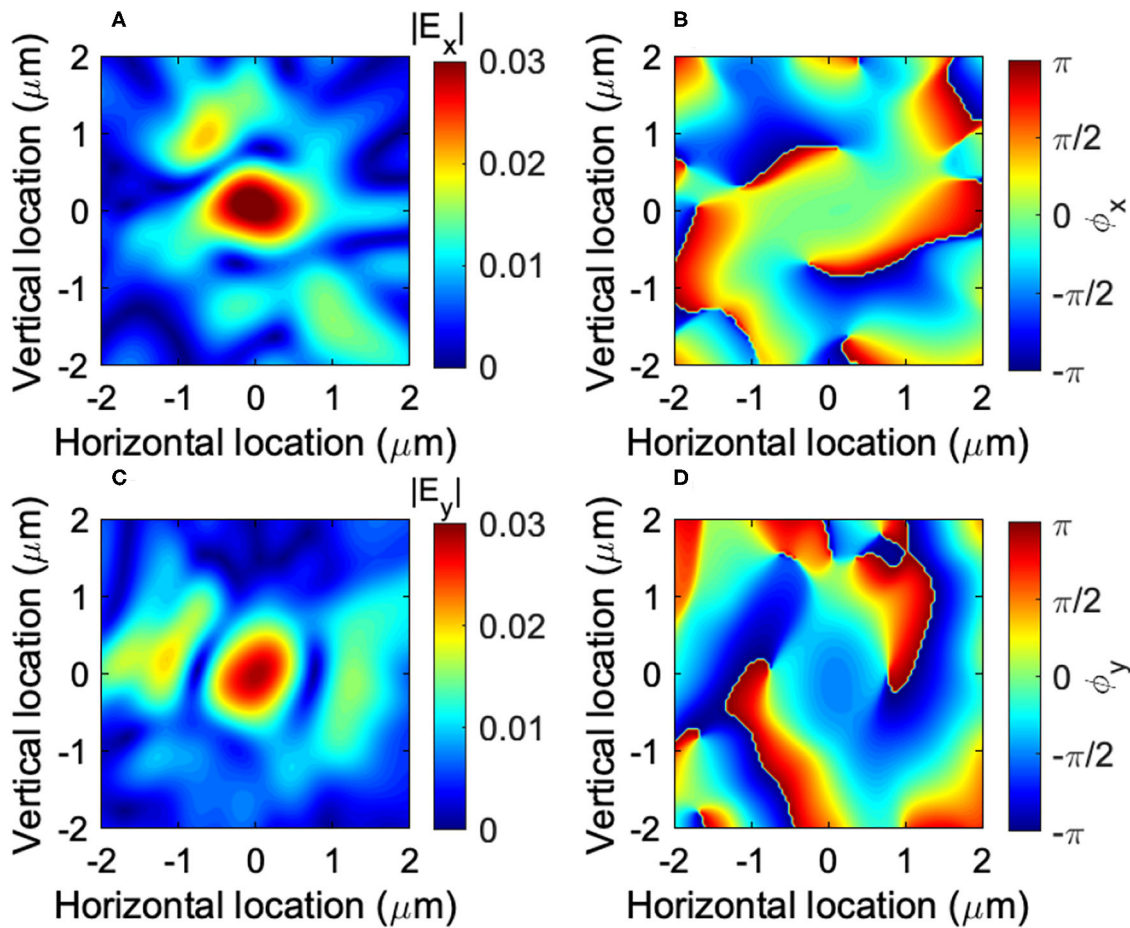 A
|E_x|
B
Vertical location (μm)
2
1
0
-1
-2
-2 -1 0 1 2
Horizontal location (μm)
0.03
0.02
0.01
0
Vertical location (μm)
2
1
0
-1
-2
-2 -1 0 1 2
Horizontal location (μm)
π
π/2
0
-π/2
-π
ϕ_x
C
|E_y|
D
Vertical location (μm)
2
1
0
-1
-2
-2 -1 0 1 2
Horizontal location (μm)
0.03
0.02
0.01
0
Vertical location (μm)
2
1
0
-1
-2
-2 -1 0 1 2
Horizontal location (μm)
π
π/2
0
-π/2
-π
ϕ_y